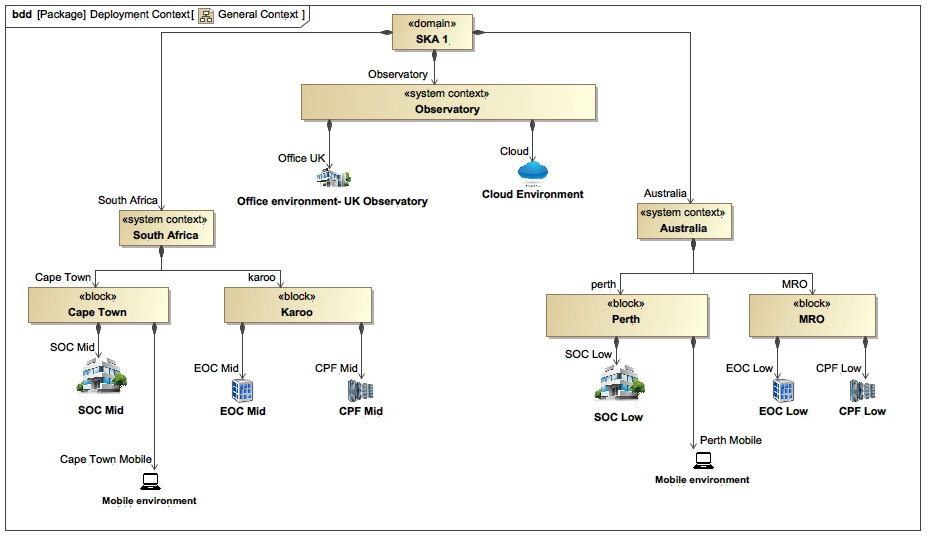 bdd [Package] Deployment Context[ General Context ]
«domain»
SKA 1
Observatory
«system context»
Observatory
Office UK
Cloud
Office environment- UK Observatory
Cloud Environment
South Africa
Australia
«system context»
South Africa
«system context»
Australia
Cape Town
karoo
perth
MRO
«block»
Cape Town
«block»
Karoo
«block»
Perth
«block»
MRO
SOC Mid
EOC Mid
CPF Mid
SOC Low
EOC Low
CPF Low
SOC Mid
EOC Mid
CPF Mid
SOC Low
EOC Low
CPF Low
Cape Town Mobile
Perth Mobile
Mobile environment
Mobile environment